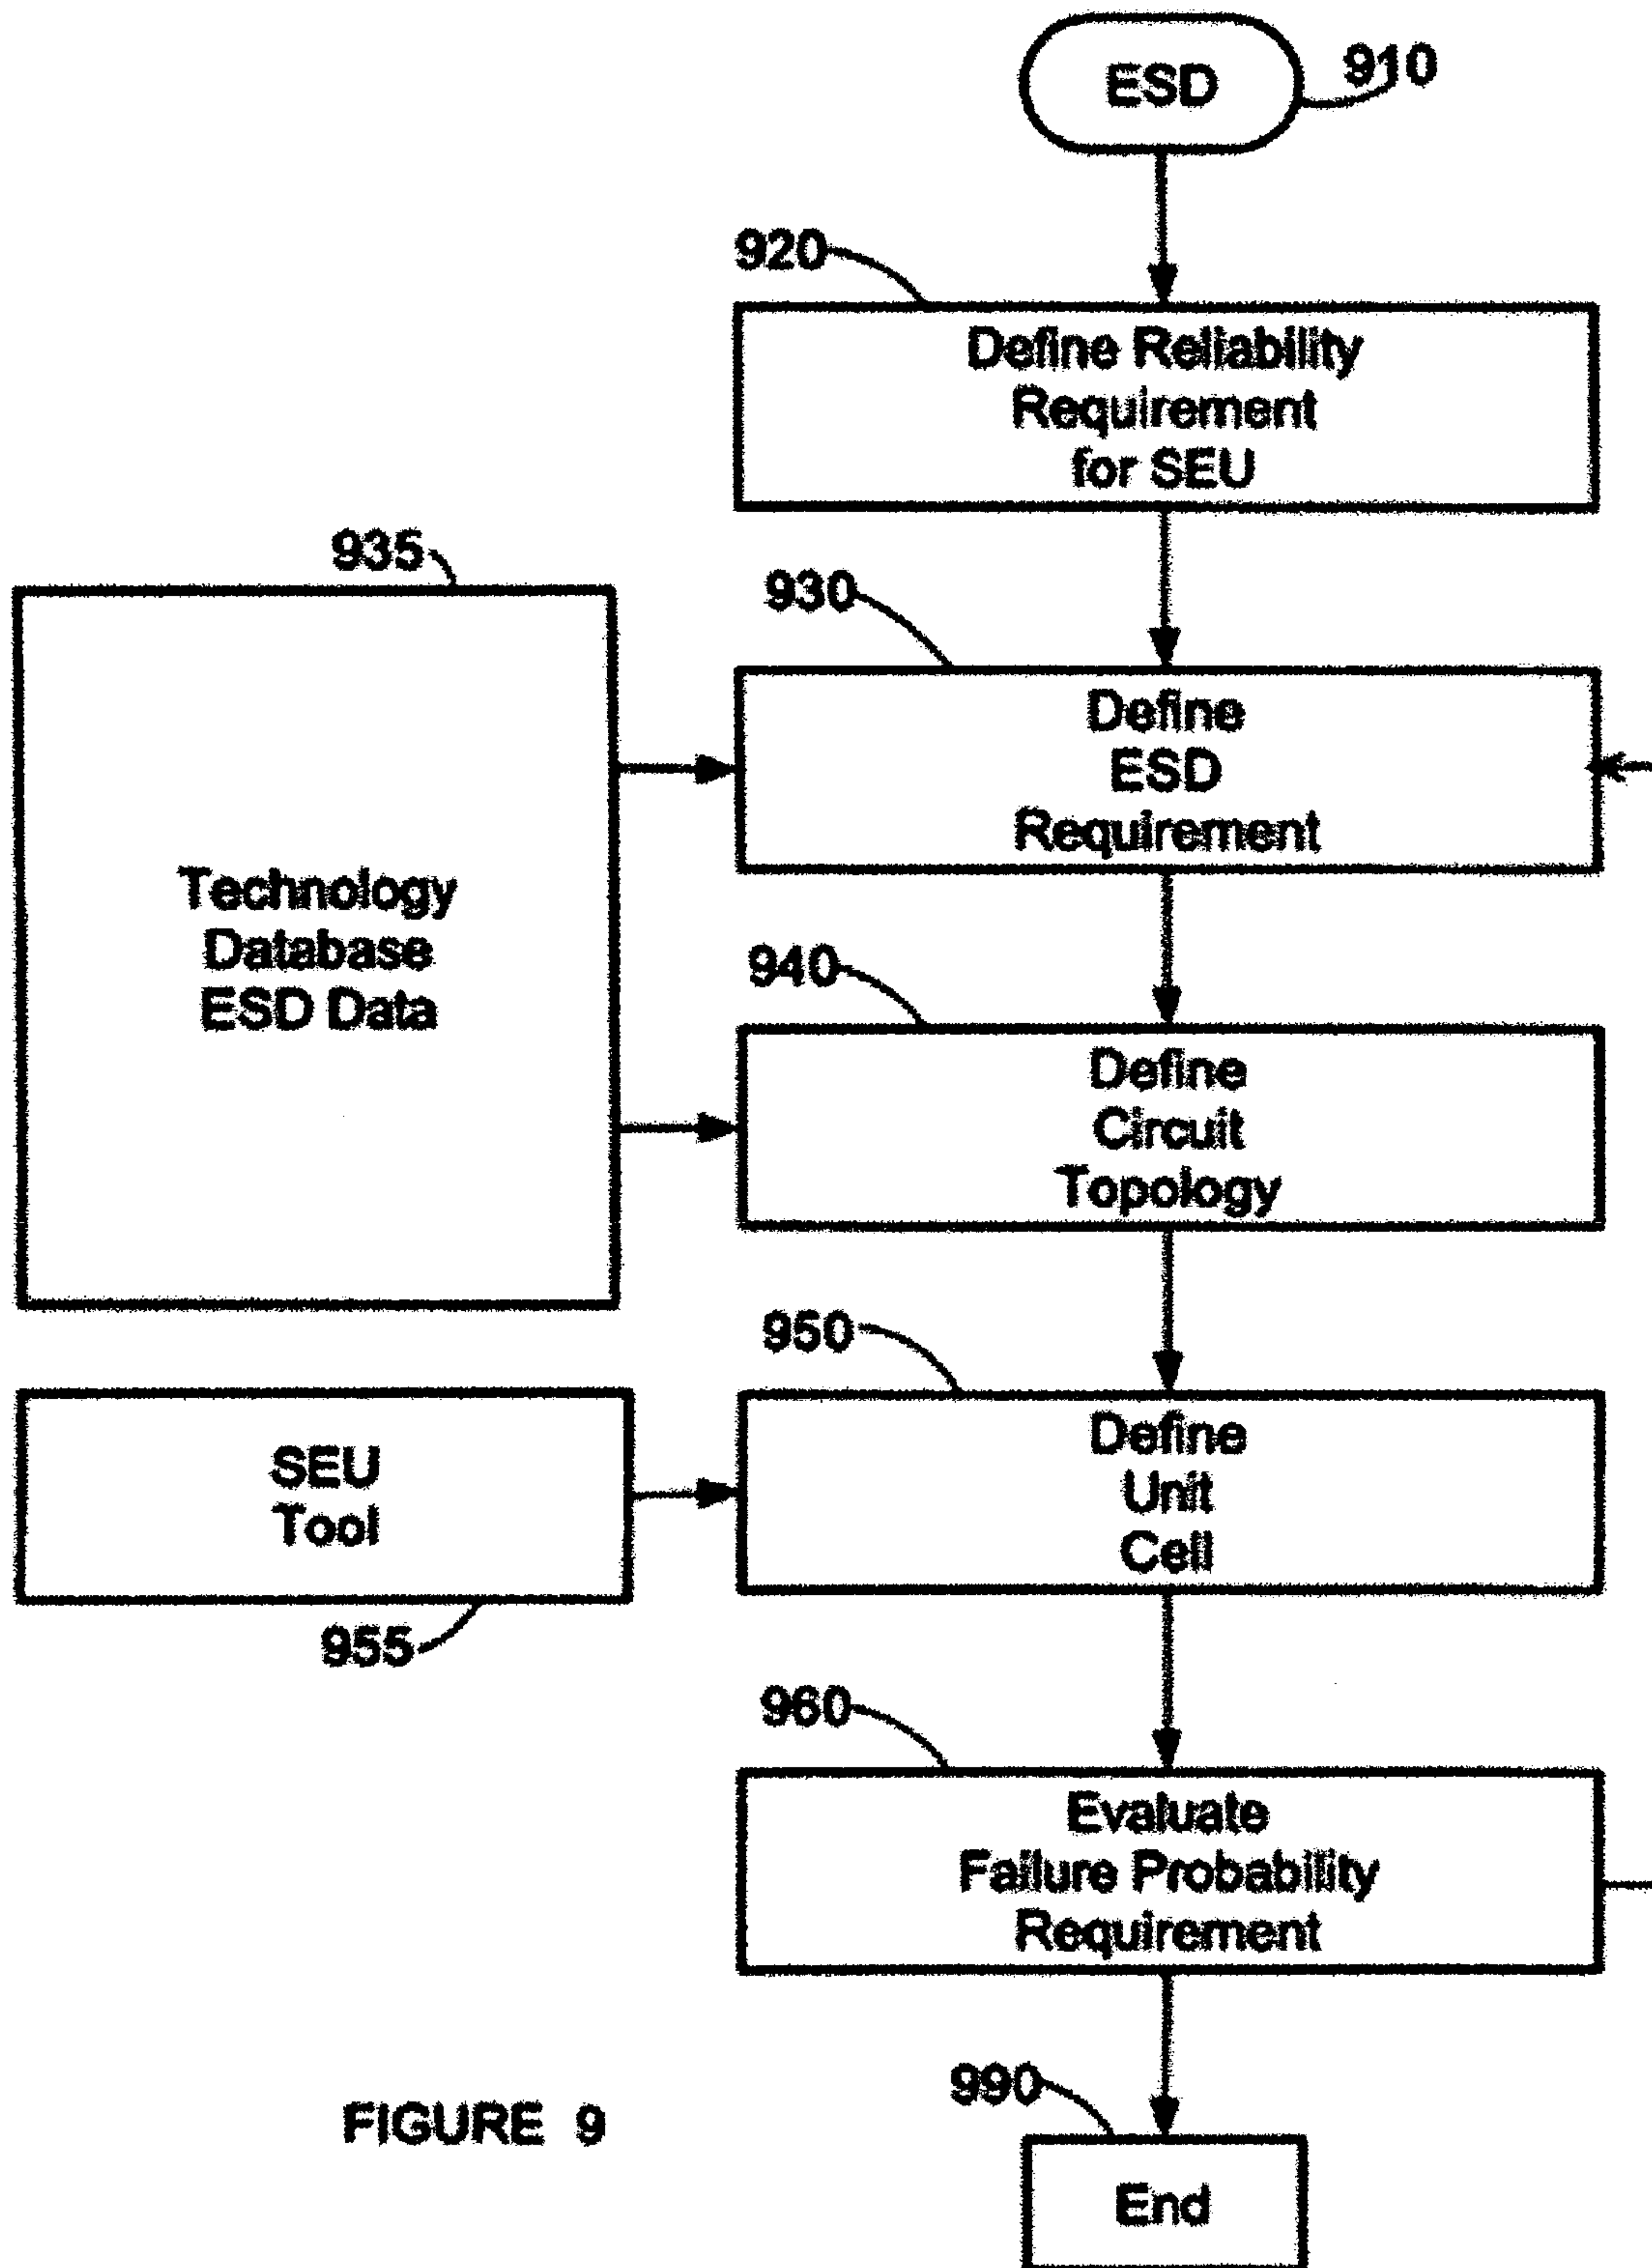 ESD
910
920
Define Reliability
Requirement
for SEU
935
930
Define
ESD
Requirement
Technology
Database
ESD Data
940
Define
Circuit
Topology
950
Define
Unit
Cell
SEU
Tool
955
960
Evaluate
Failure Probability
Requirement
990
End
FIGURE 9